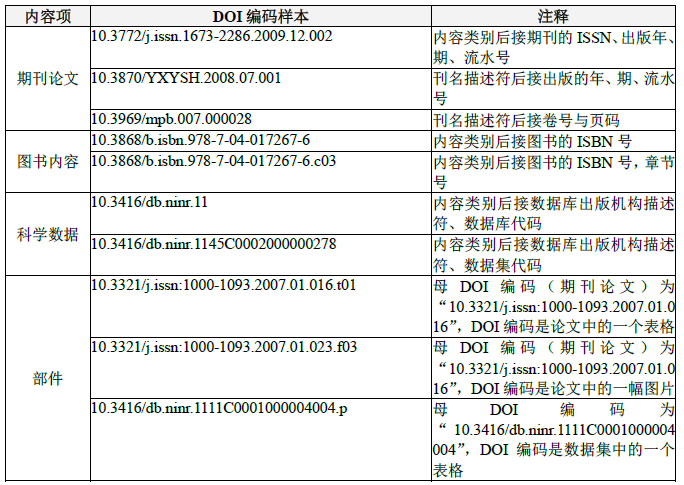 内容项 DOI 编码样本 注释
期刊论文
10.3772/j.issn.1673-2286.2009.12.002
内容类别后接期刊的 ISSN、出版年、
期、流水号
10.3870/YXYSH.2008.07.001
刊名描述符后接出版的年、期、流水
号
10.3969/mpb.007.000028
刊名描述符后接卷号与页码
图书内容
10.3868/b.isbn.978-7-04-017267-6
内容类别后接图书的 ISBN 号
10.3868/b.isbn.978-7-04-017267-6.c03
内容类别后接图书的 ISBN 号，章节
号
科学数据
10.3416/db.ninr.11
内容类别后接数据库出版机构描述
符、数据库代码
10.3416/db.ninr.1145C0002000000278
内容类别后接数据库出版机构描述
符、数据集代码
部件
10.3321/j.issn:1000-1093.2007.01.016.t01
母 DOI 编码（期刊论文）为
“10.3321/j.issn:1000-1093.2007.01.0
16”，DOI 编码是论文中的一个表格
10.3321/j.issn:1000-1093.2007.01.023.f03
母 DOI 编码（期刊论文）为
“10.3321/j.issn:1000-1093.2007.01.0
16”，DOI 编码是论文中的一幅图片
10.3416/db.ninr.1111C0001000004004.p
母 DOI 编码为
“ 10.3416/db.ninr.1111C0001000004
004”，DOI 编码是数据集中的一个
表格